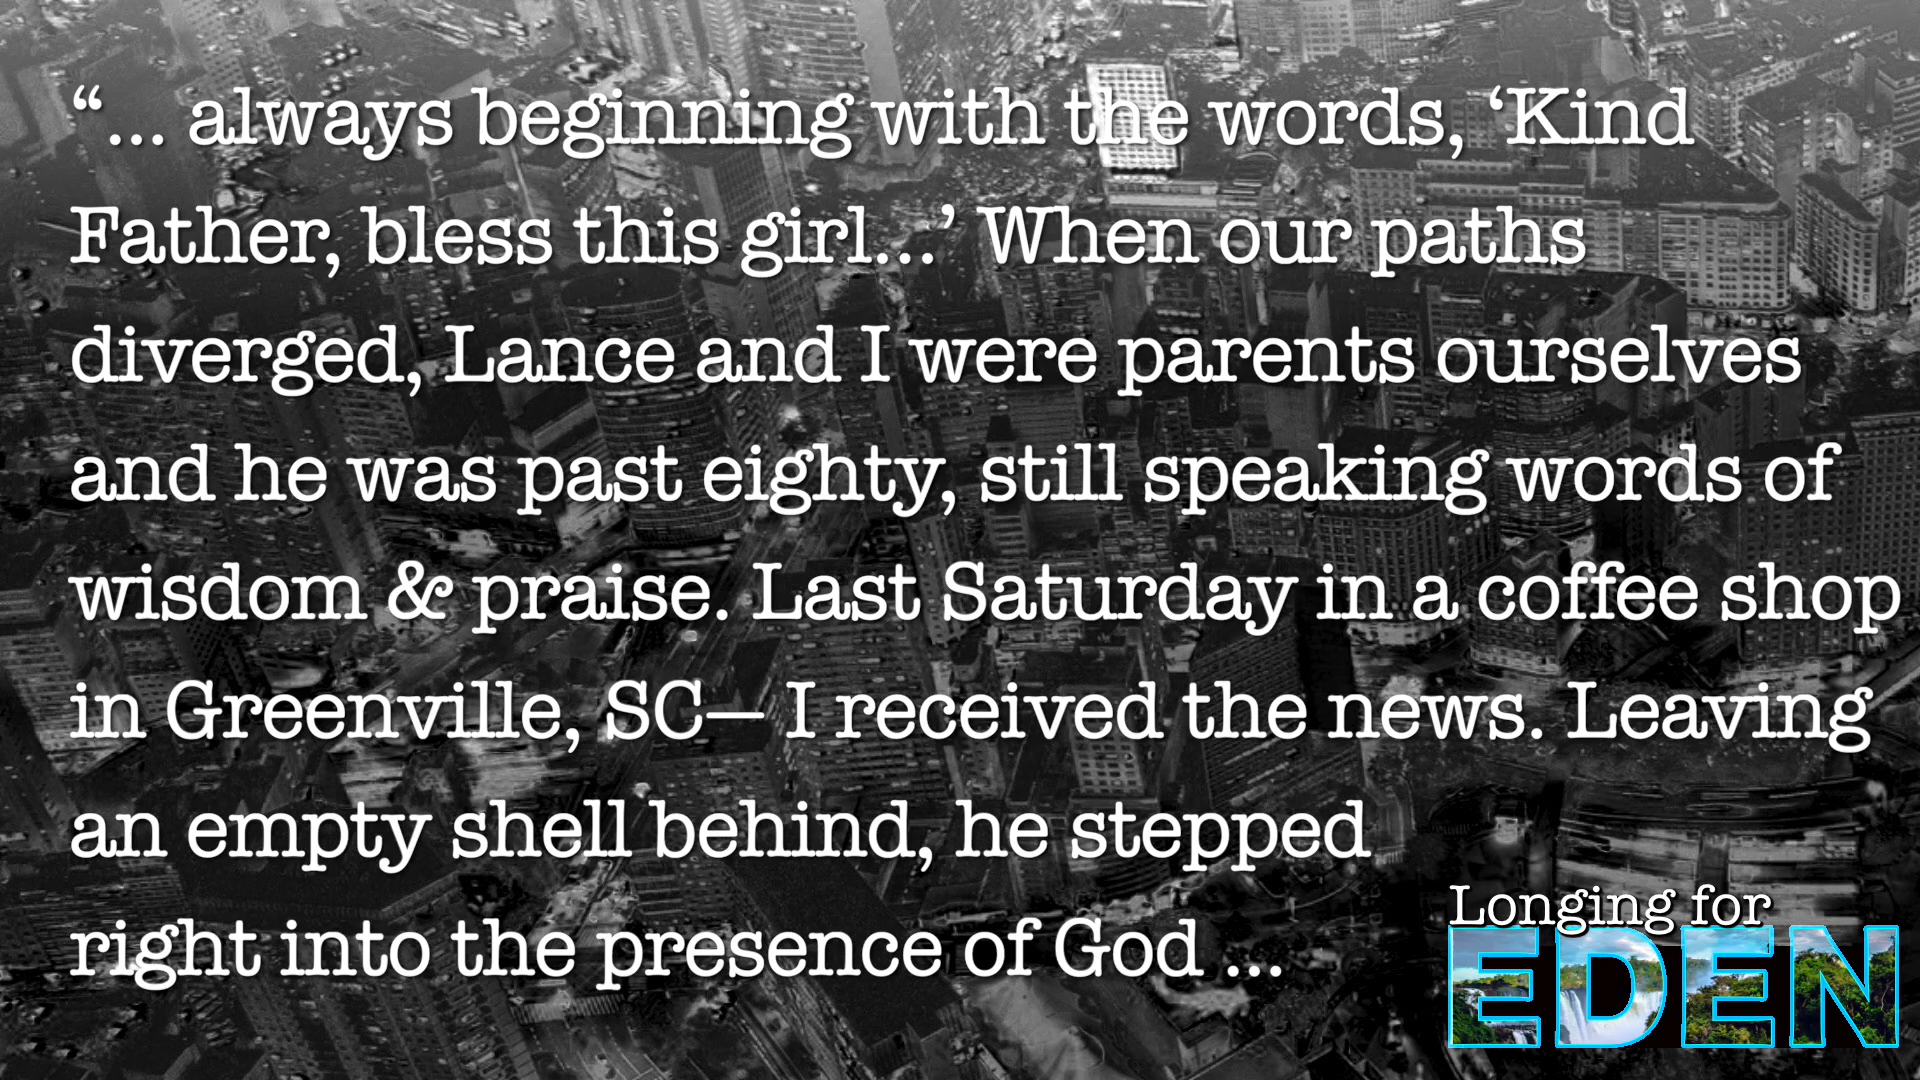 “... always beginning with the words, ‘Kind
Father, bless this girl...’ When our paths
diverged, Lance and I were parents ourselves
and he was past eighty, still speaking words of
wisdom & praise. Last Saturday in a coffee shop
in Greenville, SC— I received the news. Leaving
an empty shell behind, he stepped
right into the presence of God ...
Longing for
EDEN